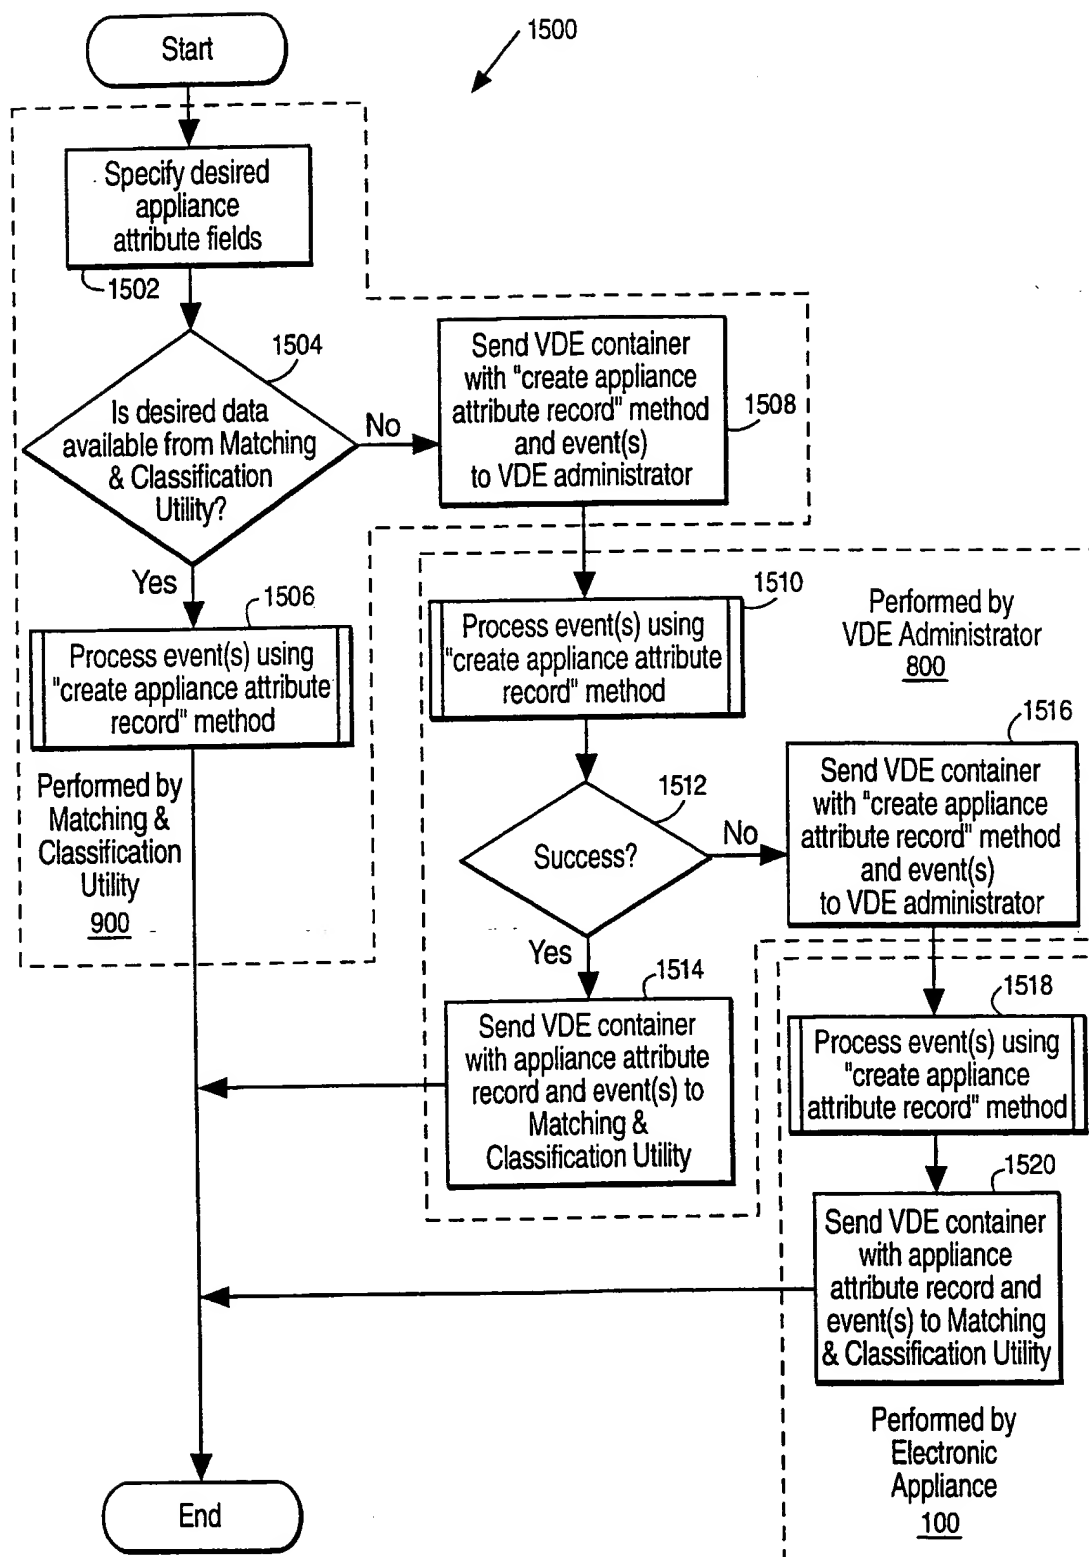 Start
1500
Specify desired
appliance
attribute fields
1502
1504
Is desired data
available from Matching
& Classification
Utility?
No
Send VDE container
with "create appliance
attribute record" method
and event(s)
to VDE administrator
1508
Yes
1506
Process event(s) using
"create appliance attribute
record" method
Performed by
Matching &
Classification
Utility
900
1510
Process event(s) using
"create appliance attribute
record" method
Performed by
VDE Administrator
800
1512
Success?
No
1516
Send VDE container
with "create appliance
attribute record" method
and event(s)
to VDE administrator
Yes
1514
Send VDE container
with appliance attribute
record and event(s) to
Matching &
Classification Utility
1518
Process event(s) using
"create appliance
attribute record" method
1520
Send VDE container
with appliance
attribute record and
event(s) to Matching
& Classification Utility
Performed by
Electronic
Appliance
100
End